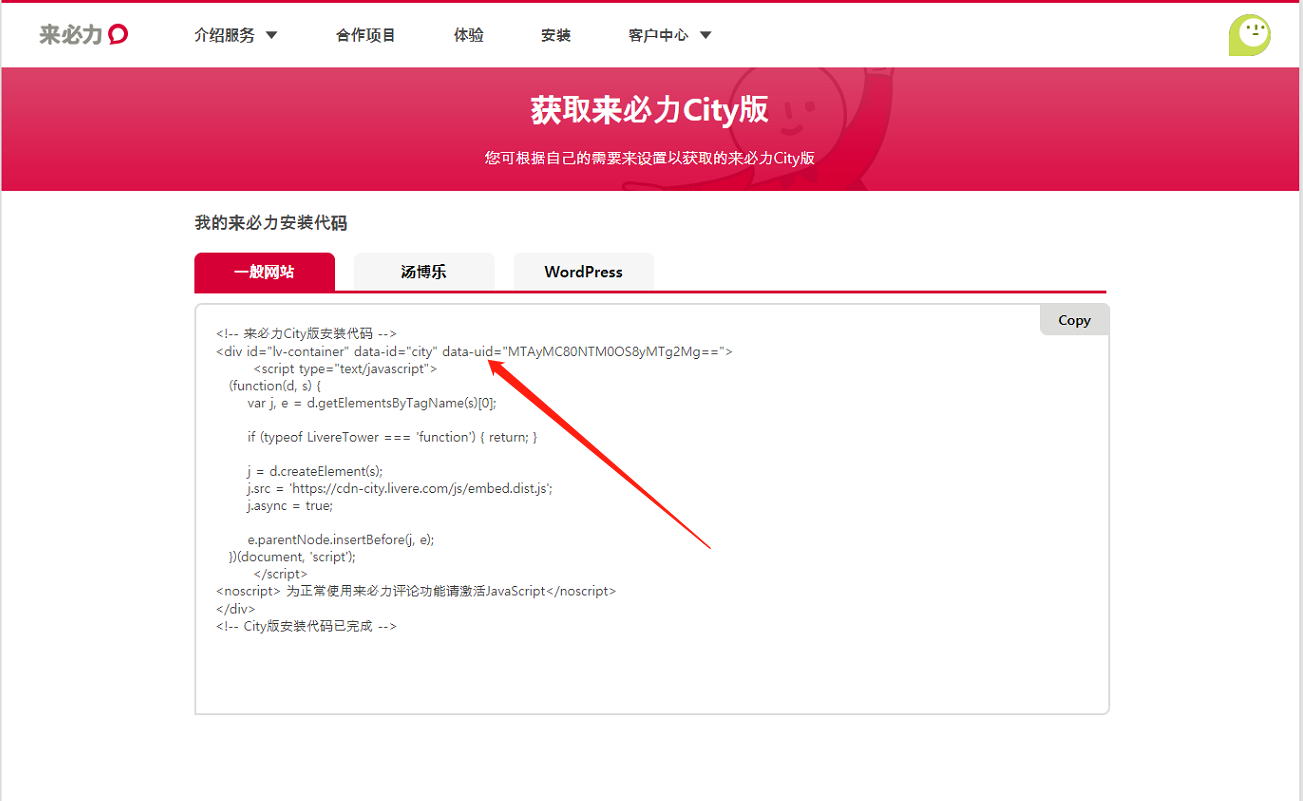 来必力
介绍服务 ▼ 合作项目 体验 安装 客户中心 ▼
获取来必力City版
您可根据自己的需要来设置以获取的来必力City版
我的来必力安装代码
一般网站 汤博乐 WordPress
Copy
<!-- 来必力City版安装代码 -->
<div id="lv-container" data-id="city" data-uid="MTAyMC80NTM0OS8yMTg2Mg==">
<script type="text/javascript">
(function(d, s) {
var j, e = d.getElementsByTagName(s)[0];
if (typeof LivereTower === 'function') { return; }
j = d.createElement(s);
j.src = 'https://cdn-city.livere.com/js/embed.dist.js';
j.async = true;
e.parentNode.insertBefore(j, e);
})(document, 'script');
</script>
<noscript> 为正常使用来必力评论功能请激活JavaScript</noscript>
</div>
<!-- City版安装代码已完成 -->